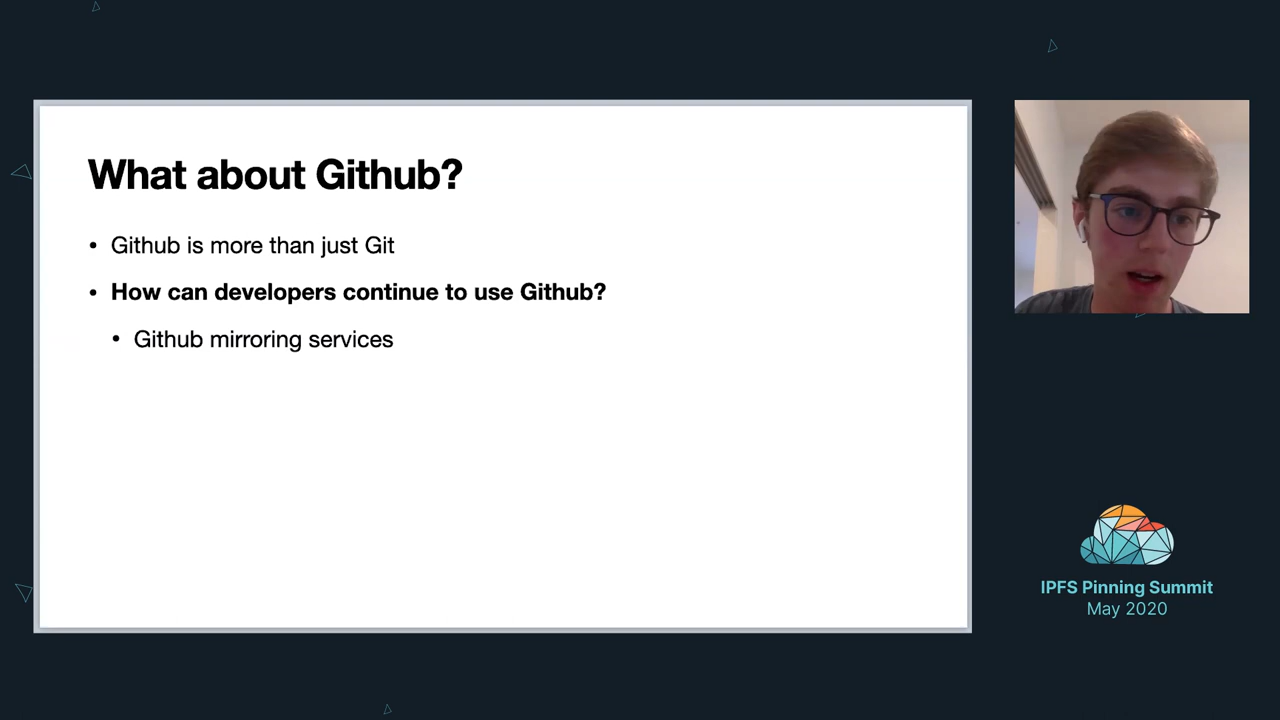 What about Github?
• Github is more than just Git
• How can developers continue to use Github?
• Github mirroring services
IPFS Pinning Summit
May 2020